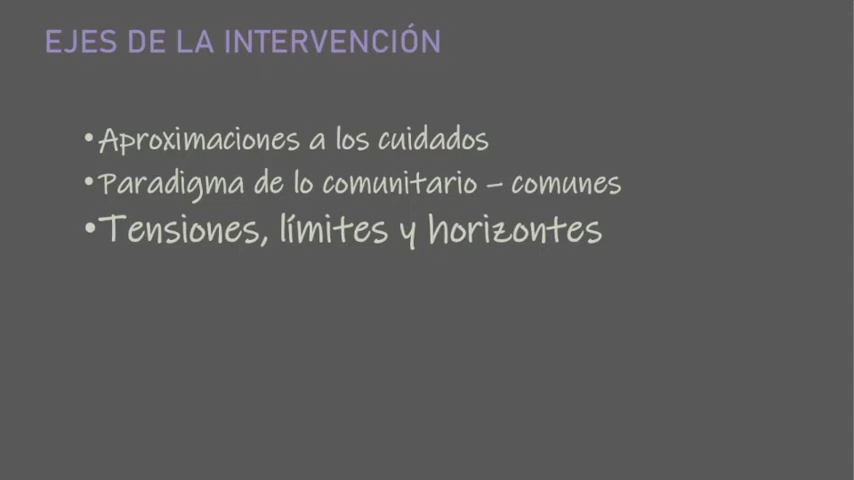 EJES DE LA INTERVENCIÓN
•Aproximaciones a los cuidados
•Paradigma de lo comunitario – comunes
•Tensiones, límites y horizontes